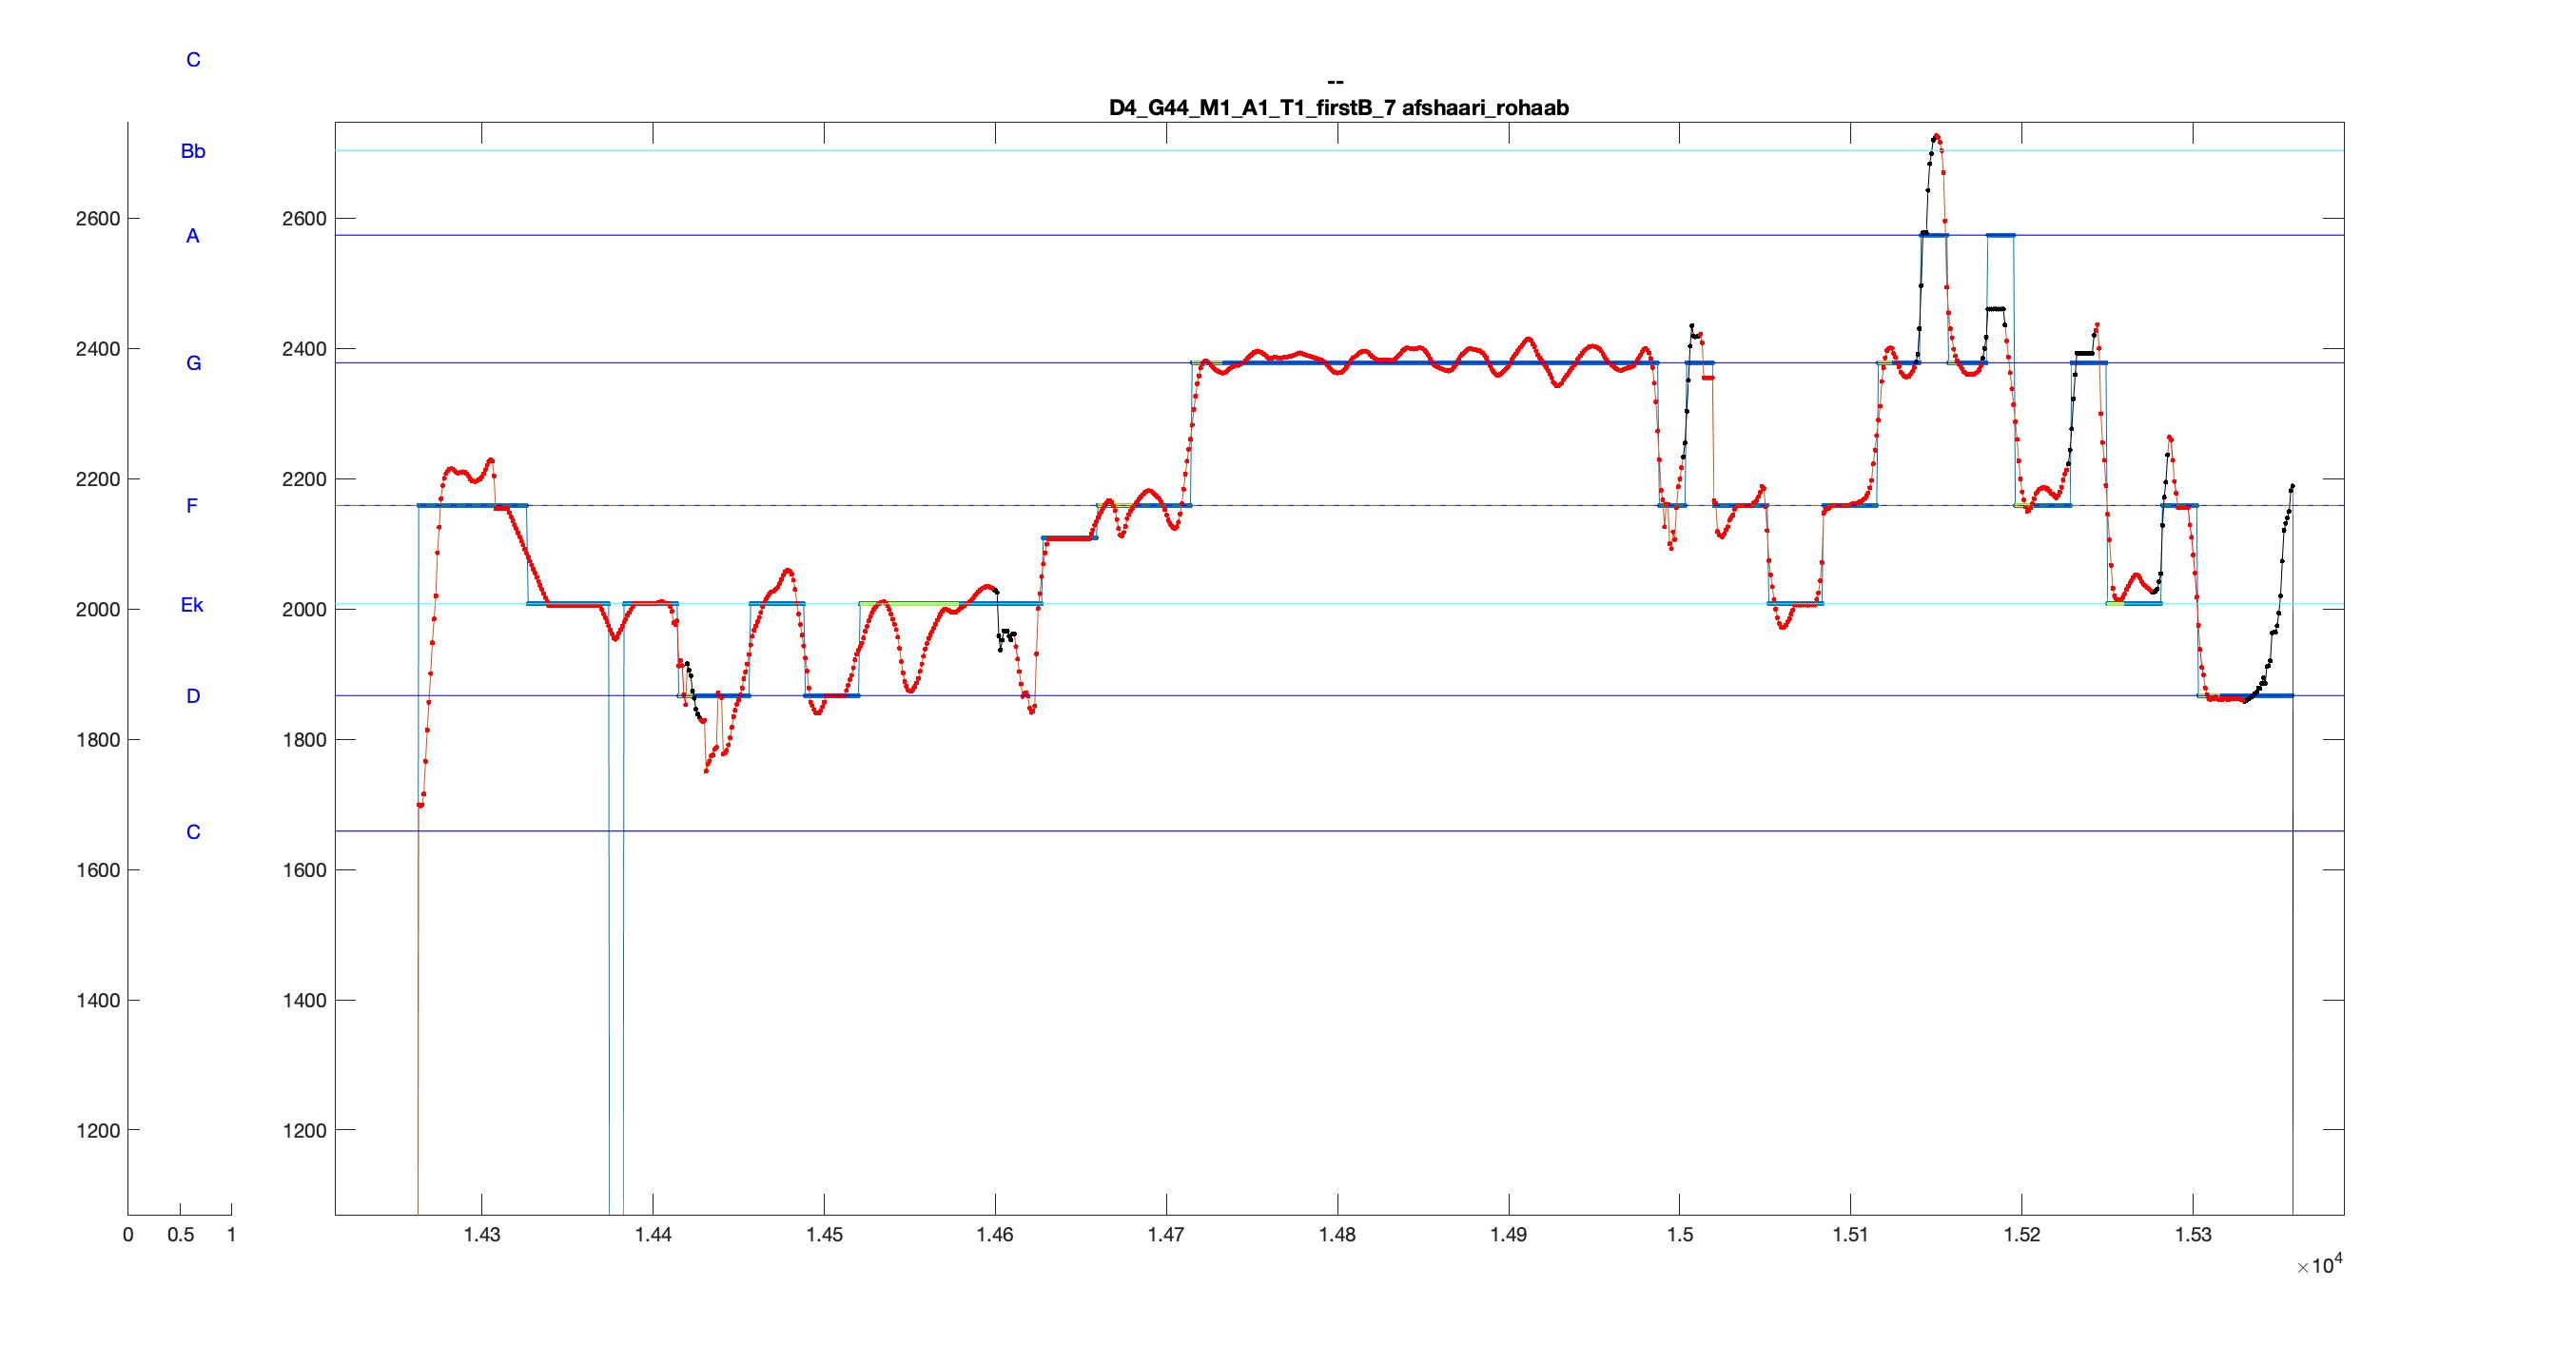 C
--
D4_G44_M1_A1_T1_firstB_7 afshaari_rohaab
Bb
2600 2600
A
2400 G 2400
2200 2200
F
2000 Ek 2000
D
1800 1800
C
1600 1600
1400 1400
1200 1200
0 0.5 1 1.43 1.44 1.45 1.46 1.47 1.48 1.49 1.5 1.51 1.52 1.53
×10⁴